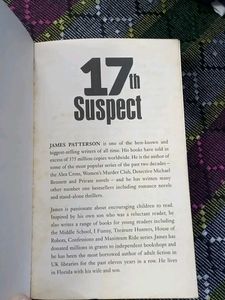 17th
Suspect
JAMES PATTERSON is one of the best-known and
biggest-selling writers of all time. His books have sold in
excess of 375 million copies worldwide. He is the author of
some of the most popular series of the past two decades –
the Alex Cross, Women's Murder Club, Detective Michael
Bennett and Private novels – and he has written many
other number one bestsellers including romance novels
and stand-alone thrillers.
James is passionate about encouraging children to read.
Inspired by his own son who was a reluctant reader, he
also writes a range of books for young readers including
the Middle School, I Funny, Treasure Hunters, House of
Robots, Confessions and Maximum Ride series. James has
donated millions in grants to independent bookshops and
he has been the most borrowed author of adult fiction in
UK libraries for the past eleven years in a row. He lives
in Florida with his wife and son.